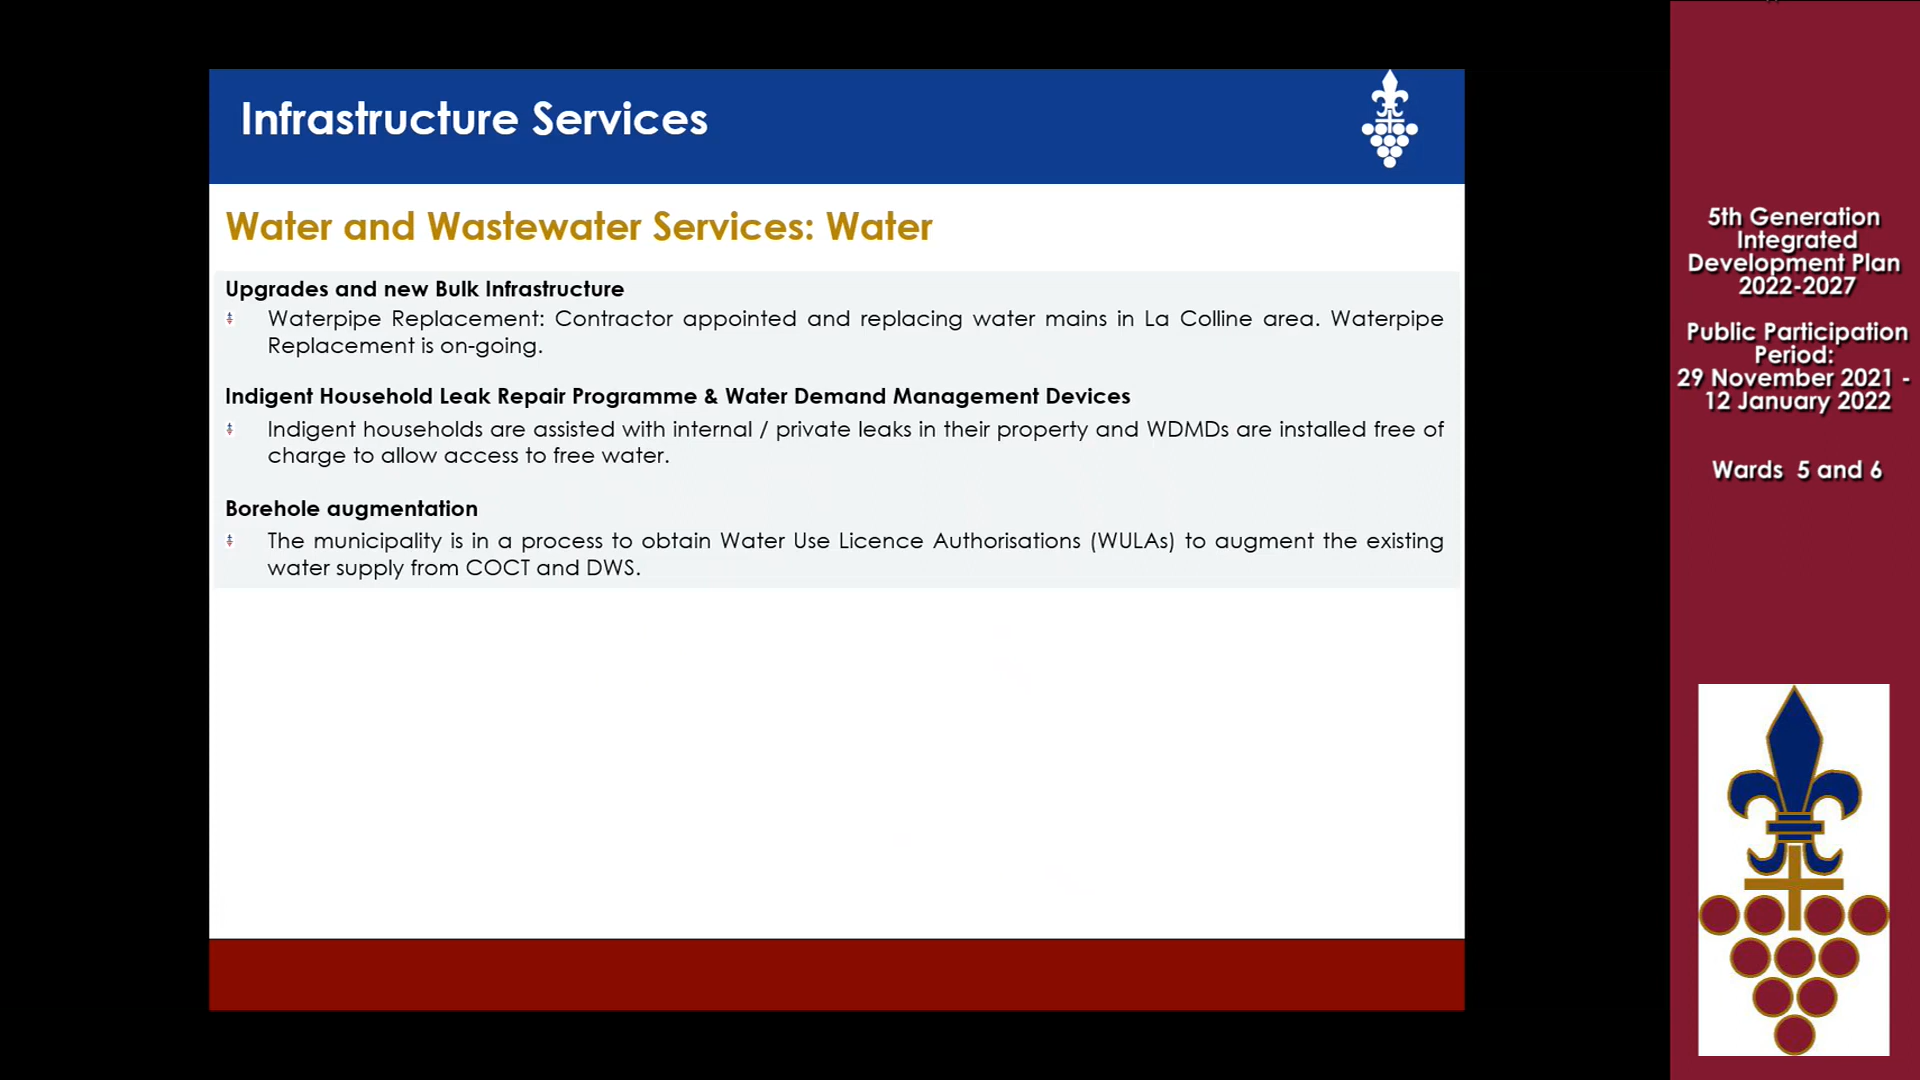 Infrastructure Services
Water and Wastewater Services: Water
Upgrades and new Bulk Infrastructure
Waterpipe Replacement: Contractor appointed and replacing water mains in La Colline area. Waterpipe
Replacement is on-going.
Indigent Household Leak Repair Programme & Water Demand Management Devices
Indigent households are assisted with internal / private leaks in their property and WDMDs are installed free of
charge to allow access to free water.
Borehole augmentation
The municipality is in a process to obtain Water Use Licence Authorisations (WULAs) to augment the existing
water supply from COCT and DWS.
5th Generation
Integrated
Development Plan
2022-2027
Public Participation
Period:
29 November 2021 -
12 January 2022
Wards 5 and 6